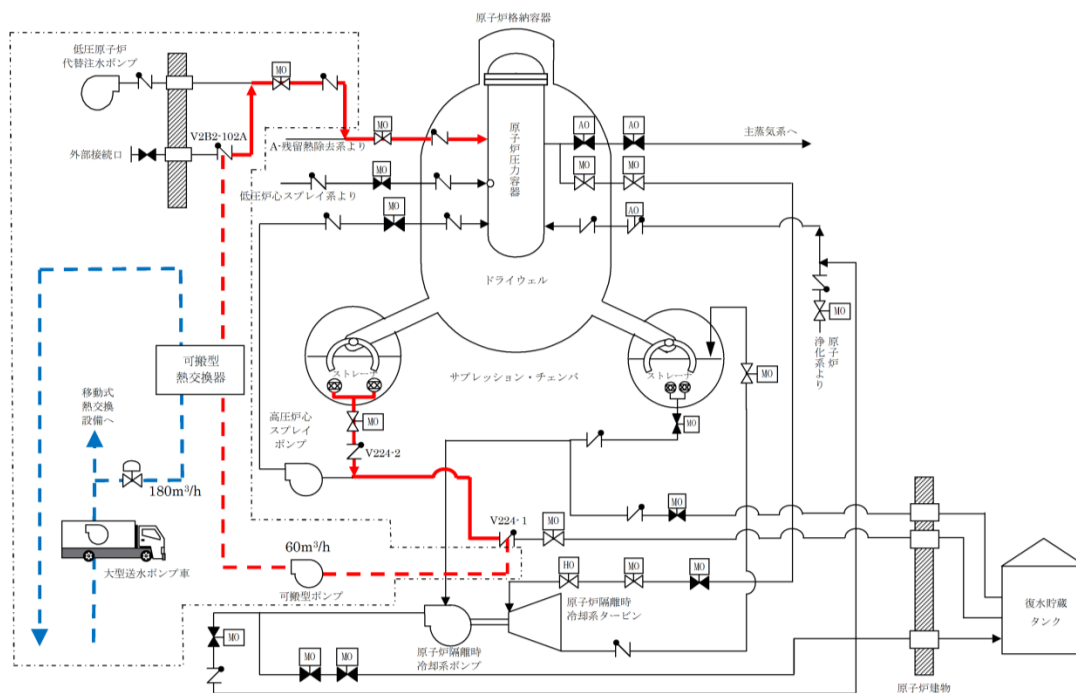 原子炉格納容器
低圧原子炉
代替注水ポンプ
MO
V2B2-102A
外部接続口
MO
A-残留熱除去系より
原子炉圧力容器
AO
AO
主蒸気系へ
MO
MO
MO
低圧炉心スプレイ系より
MO
AO
ドライウェル
MO
原子炉
浄化系より
可搬型
熱交換器
ストレーナ
サプレッション・チェンバ
ストレーナ
MO
移動式
熱交換
設備へ
高圧炉心
スプレイ
ポンプ
MO
MO
V224-2
180m³/h
MO
V224-1
MO
大型送水ポンプ車
60m³/h
可搬型ポンプ
HO
MO
MO
原子炉隔離時
冷却系タービン
復水貯蔵
タンク
MO
原子炉隔離時
冷却系ポンプ
MO
MO
原子炉建物